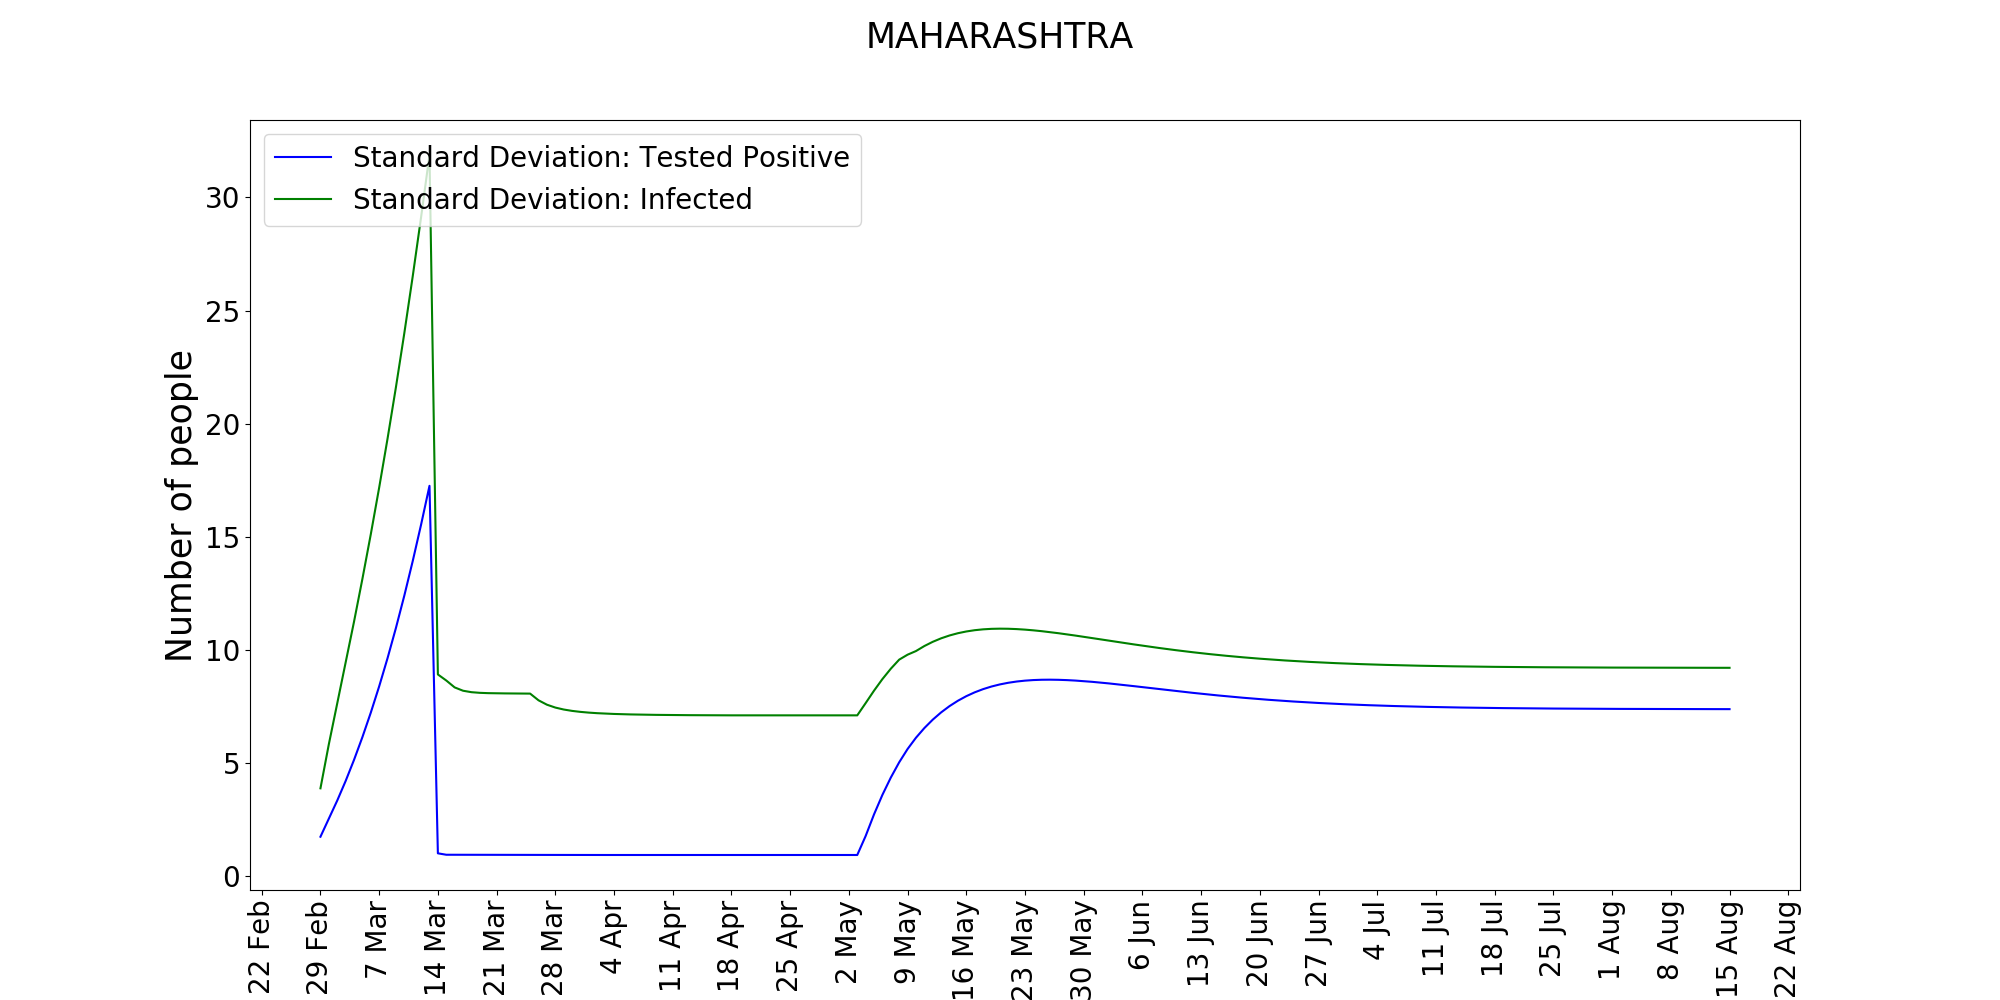 MAHARASHTRA
Standard Deviation: Tested Positive
Standard Deviation: Infected
Number of people
30
25
20
15
10
5
0
22 Feb
29 Feb
7 Mar
14 Mar
21 Mar
28 Mar
4 Apr
11 Apr
18 Apr
25 Apr
2 May
9 May
16 May
23 May
30 May
6 Jun
13 Jun
20 Jun
27 Jun
4 Jul
11 Jul
18 Jul
25 Jul
1 Aug
8 Aug
15 Aug
22 Aug